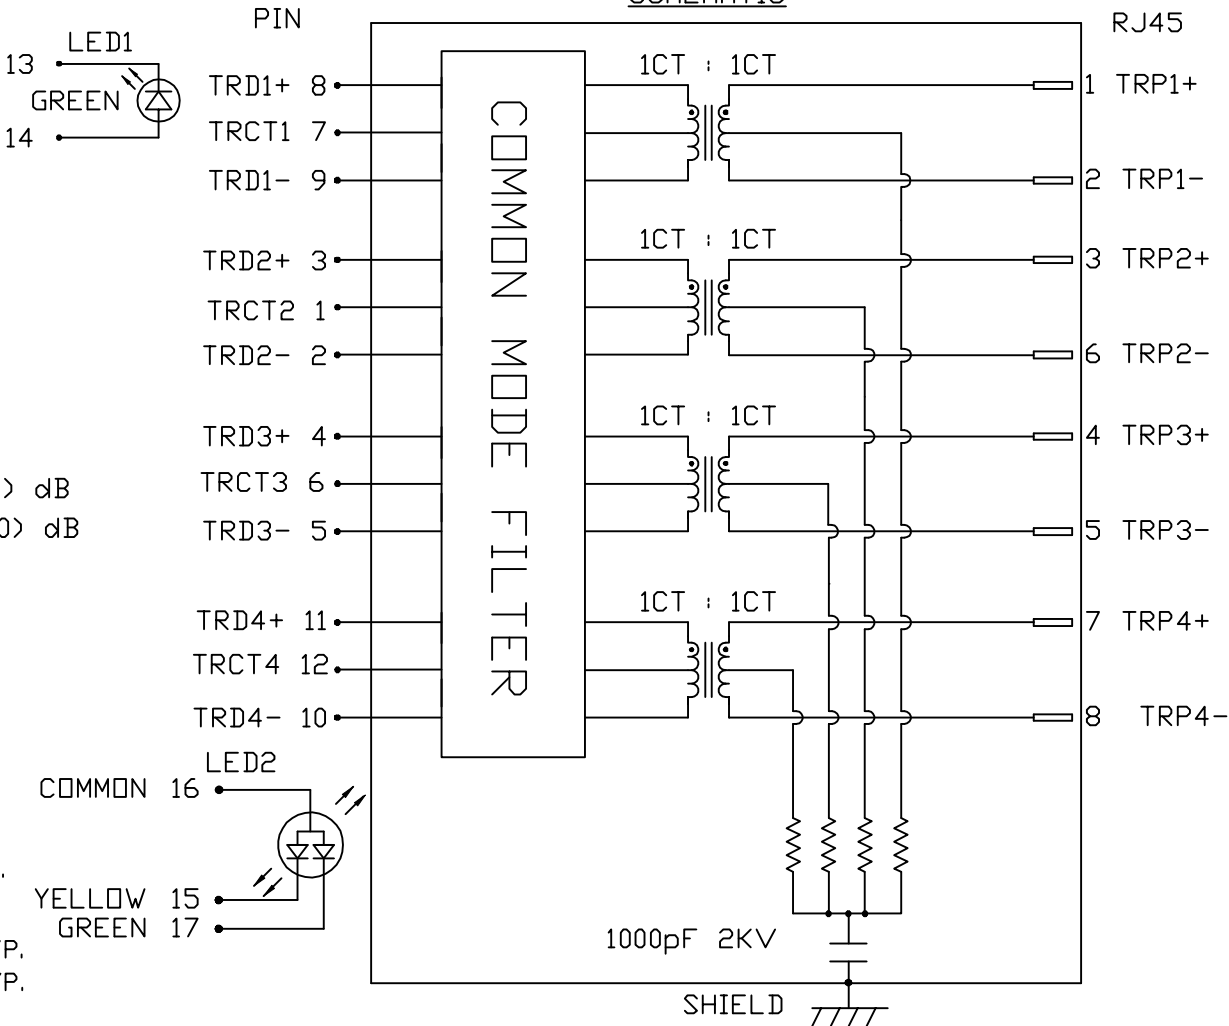 PIN
RJ45
LED1
13
GREEN
14
TRD1+ 8
TRCT1 7
TRD1- 9
TRD2+ 3
TRCT2 1
TRD2- 2
TRD3+ 4
TRCT3 6
TRD3- 5
TRD4+ 11
TRCT4 12
TRD4- 10
COMMON MODE FILTER
1CT : 1CT
1CT : 1CT
1CT : 1CT
1CT : 1CT
1 TRP1+
2 TRP1-
3 TRP2+
6 TRP2-
4 TRP3+
5 TRP3-
7 TRP4+
8 TRP4-
) dB
0) dB
LED2
COMMON 16
YELLOW 15
GREEN 17
1000pF 2KV
SHIELD